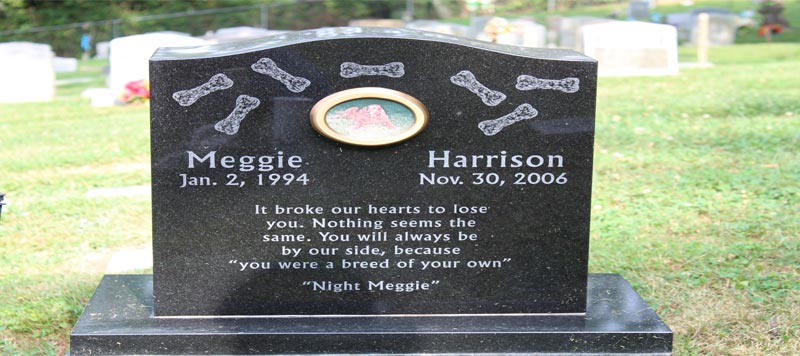 Meggie Harrison
Jan. 2, 1994 Nov. 30, 2006
It broke our hearts to lose
you. Nothing seems the
same. You will always be
by our side, because
“you were a breed of your own”
“Night Meggie”